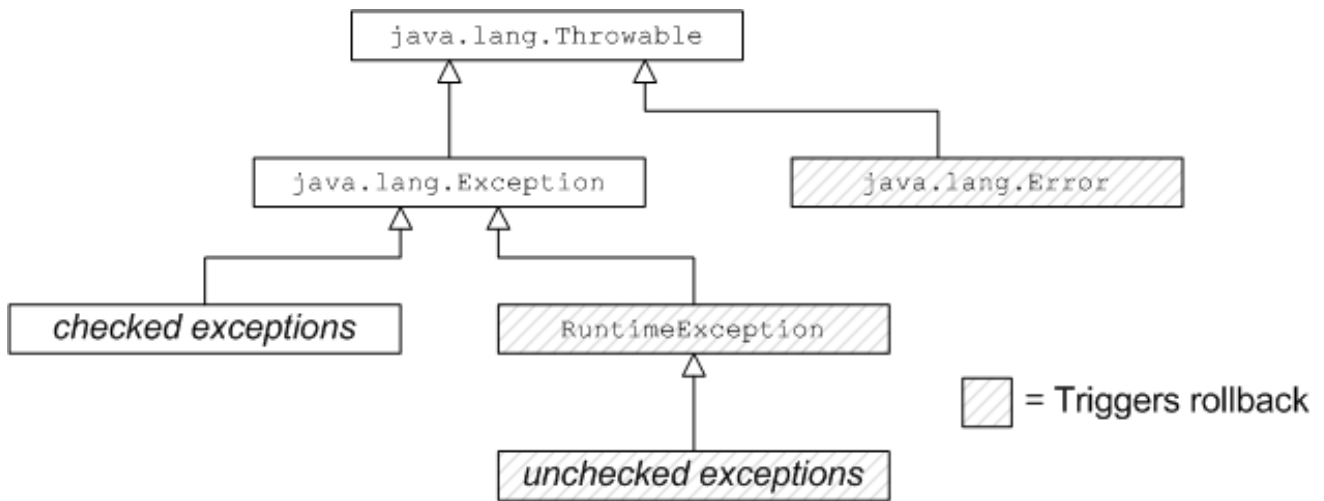 java.lang.Throwable
java.lang.Exception
java.lang.Error
checked exceptions
RuntimeException
= Triggers rollback
unchecked exceptions